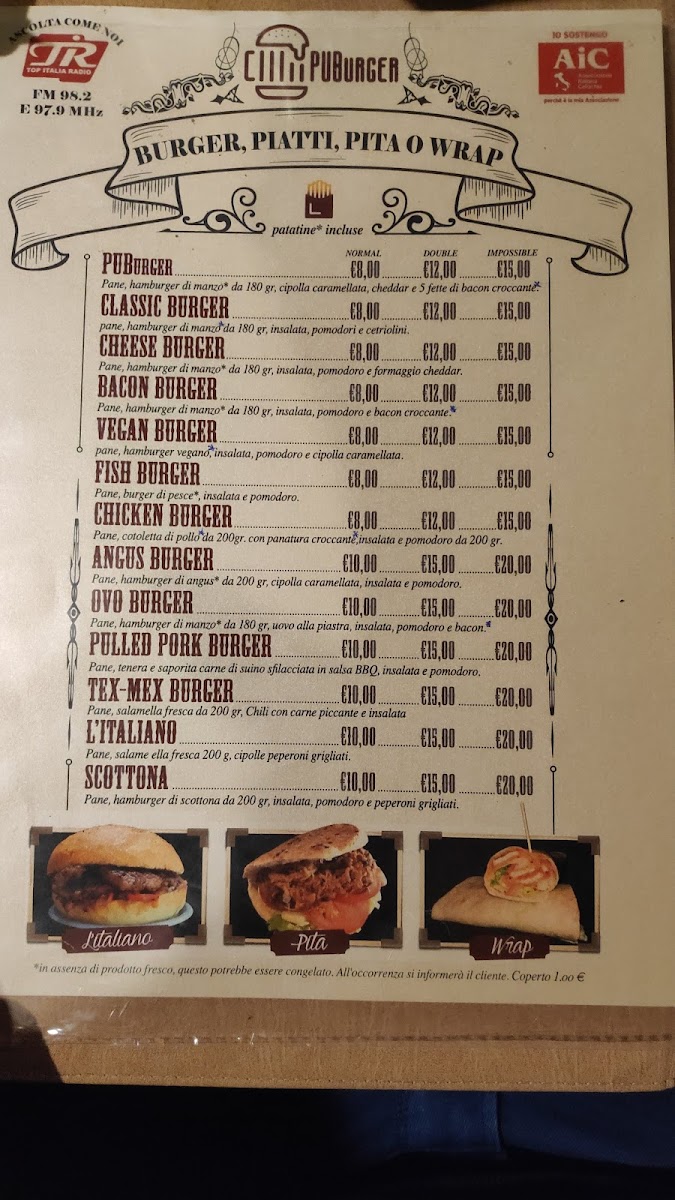 ASCOLTA COME NOI
TIR
TOP ITALIA RADIO
FM 98.2
E 97.9 MHz
PUBURGER
IO SOSTENGO
AiC
Associazione
Italiana
Celiachia
perché è la mia Associazione
BURGER, PIATTI, PITA O WRAP
patatine* incluse
NORMAL DOUBLE IMPOSSIBLE
PUBURGER €8,00 €12,00 €15,00
Pane, hamburger di manzo* da 180 gr, cipolla caramellata, cheddar e 5 fette di bacon croccante.*
CLASSIC BURGER €8,00 €12,00 €15,00
pane, hamburger di manzo* da 180 gr, insalata, pomodori e cetriolini.
CHEESE BURGER €8,00 €12,00 €15,00
Pane, hamburger di manzo* da 180 gr, insalata, pomodoro e formaggio cheddar.
BACON BURGER €8,00 €12,00 €15,00
Pane, hamburger di manzo* da 180 gr, insalata, pomodoro e bacon croccante.*
VEGAN BURGER €8,00 €12,00 €15,00
pane, hamburger vegano*, insalata, pomodoro e cipolla caramellata.
FISH BURGER €8,00 €12,00 €15,00
Pane, burger di pesce*, insalata e pomodoro.
CHICKEN BURGER €8,00 €12,00 €15,00
Pane, cotoletta di pollo* da 200gr. con panatura croccante*,insalata e pomodoro da 200 gr.
ANGUS BURGER €10,00 €15,00 €20,00
Pane, hamburger di angus* da 200 gr, cipolla caramellata, insalata e pomodoro.
OVO BURGER €10,00 €15,00 €20,00
Pane, hamburger di manzo* da 180 gr, uovo alla piastra, insalata, pomodoro e bacon.*
PULLED PORK BURGER €10,00 €15,00 €20,00
Pane, tenera e saporita carne di suino sfilacciata in salsa BBQ, insalata e pomodoro.
TEX-MEX BURGER €10,00 €15,00 €20,00
Pane, salamella fresca da 200 gr, Chili con carne piccante e insalata
L'ITALIANO €10,00 €15,00 €20,00
Pane, salame ella fresca 200 g, cipolle peperoni grigliati.
SCOTTONA €10,00 €15,00 €20,00
Pane, hamburger di scottona da 200 gr, insalata, pomodoro e peperoni grigliati.
L'italiano
Pita
Wrap
*in assenza di prodotto fresco, questo potrebbe essere congelato. All'occorrenza si informerà il cliente. Coperto 1.00 €